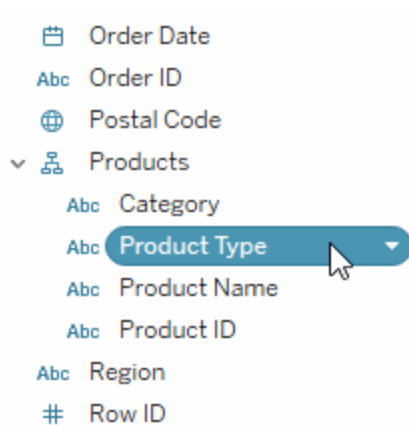 Order Date
Abc Order ID
Postal Code
Products
Abc Category
Abc Product Type
Abc Product Name
Abc Product ID
Abc Region
# Row ID